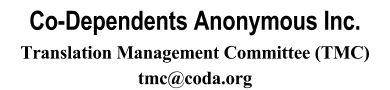 Co-Dependents Anonymous Inc.
Translation Management Committee (TMC)
tmc@coda.org